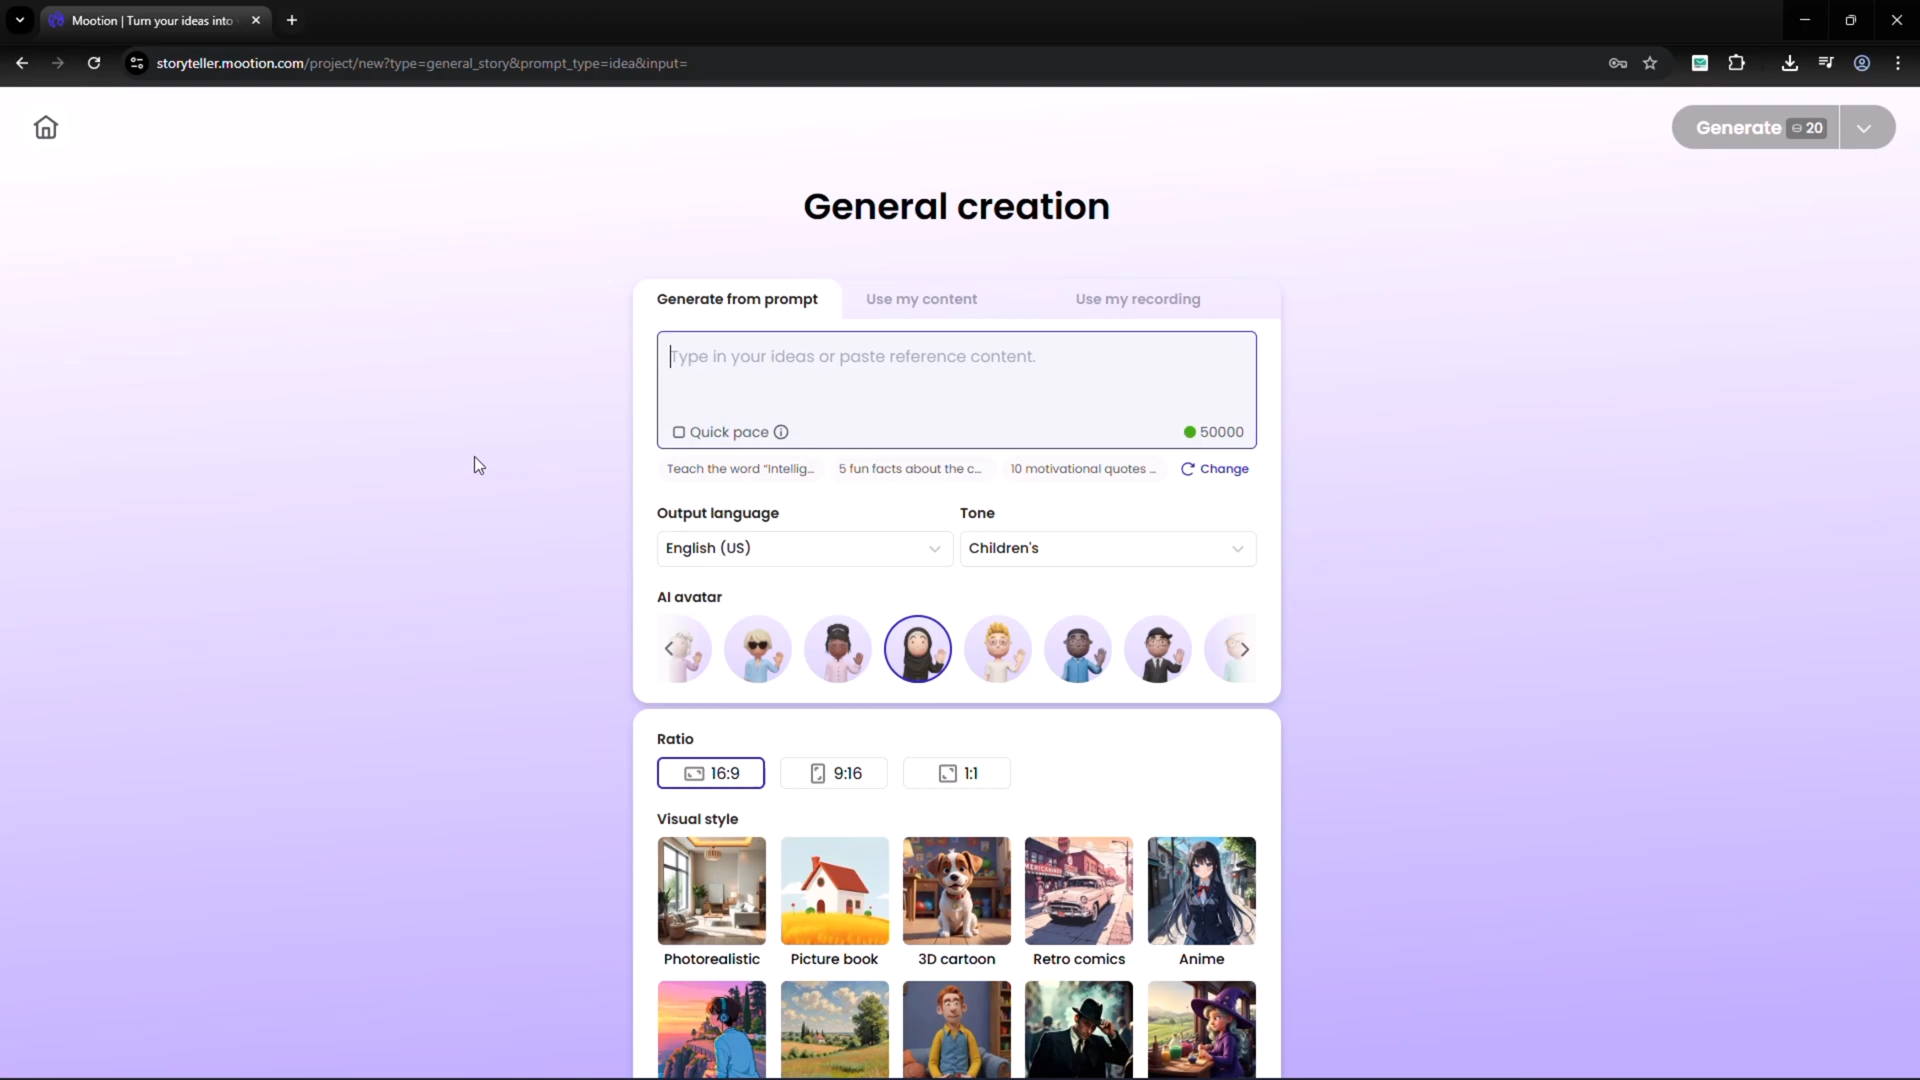 Mootion | Turn your ideas into
storyteller.mootion.com/project/new?type=general_story&prompt_type=idea&input=
Generate 20
General creation
Generate from prompt Use my content Use my recording
Type in your ideas or paste reference content.
Quick pace 50000
Teach the word “Intellig... 5 fun facts about the c... 10 motivational quotes ... Change
Output language Tone
English (US) Children's
AI avatar
Ratio
16:9 9:16 1:1
Visual style
Photorealistic Picture book 3D cartoon Retro comics Anime